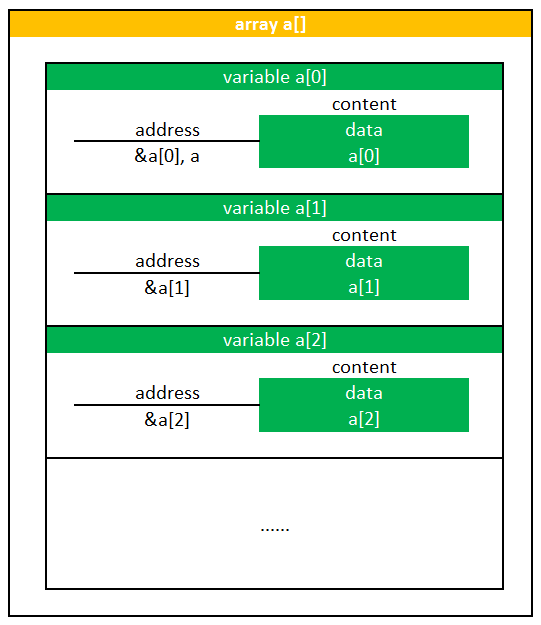 array a[]
variable a[0]
content
address
data
&a[0], a
a[0]
variable a[1]
content
address
data
&a[1]
a[1]
variable a[2]
content
address
data
&a[2]
a[2]
......